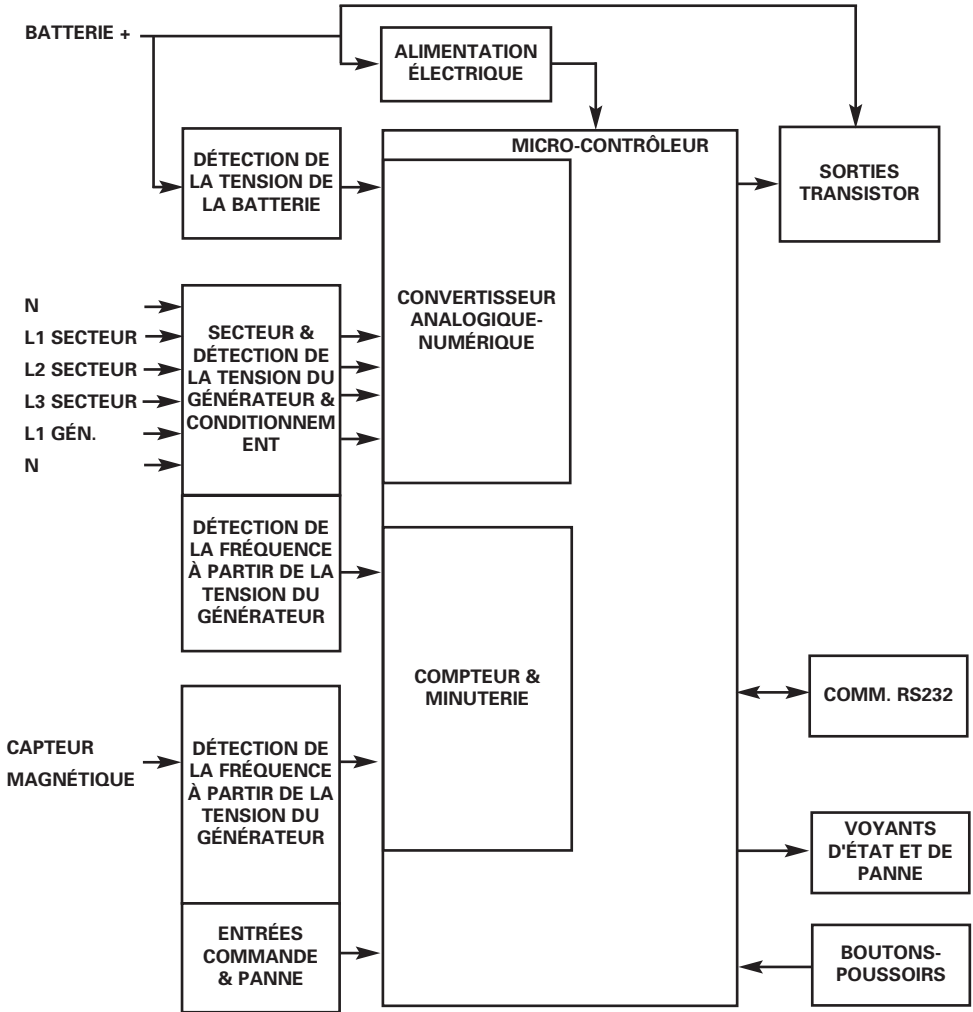 BATTERIE +
ALIMENTATION
ÉLECTRIQUE
MICRO-CONTRÔLEUR
DÉTECTION DE
LA TENSION DE
LA BATTERIE
SORTIES
TRANSISTOR
N
L1 SECTEUR
L2 SECTEUR
L3 SECTEUR
L1 GÉN.
N
SECTEUR &
DÉTECTION DE
LA TENSION DU
GÉNÉRATEUR &
CONDITIONNEM
ENT
CONVERTISSEUR
ANALOGIQUE-
NUMÉRIQUE
DÉTECTION DE
LA FRÉQUENCE
À PARTIR DE LA
TENSION DU
GÉNÉRATEUR
COMPTEUR &
MINUTERIE
COMM. RS232
CAPTEUR
MAGNÉTIQUE
DÉTECTION DE
LA FRÉQUENCE
À PARTIR DE LA
TENSION DU
GÉNÉRATEUR
VOYANTS
D'ÉTAT ET DE
PANNE
ENTRÉES
COMMANDE
& PANNE
BOUTONS-
POUSSOIRS